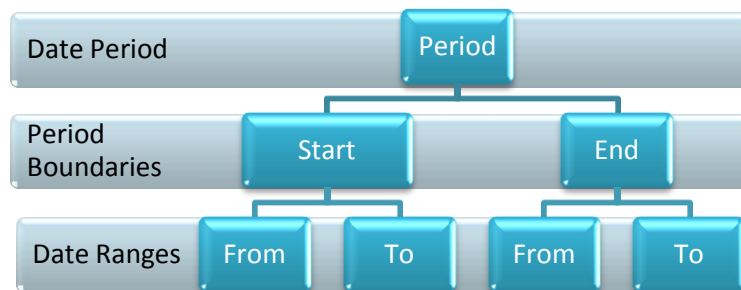 Date Period
Period
Period
Boundaries
Start
End
Date Ranges
From
To
From
To